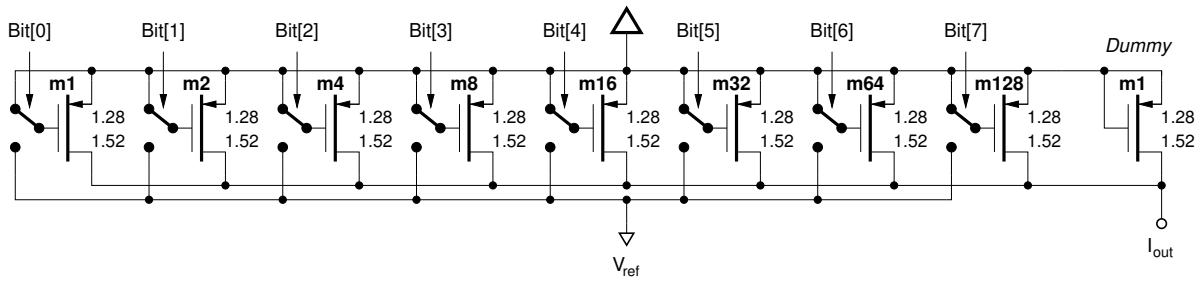 Bit[0] Bit[1] Bit[2] Bit[3] Bit[4] Bit[5] Bit[6] Bit[7] Dummy
m1 m2 m4 m8 m16 m32 m64 m128 m1
1.28 1.28 1.28 1.28 1.28 1.28 1.28 1.28 1.28
1.52 1.52 1.52 1.52 1.52 1.52 1.52 1.52 1.52
Iout
Vref